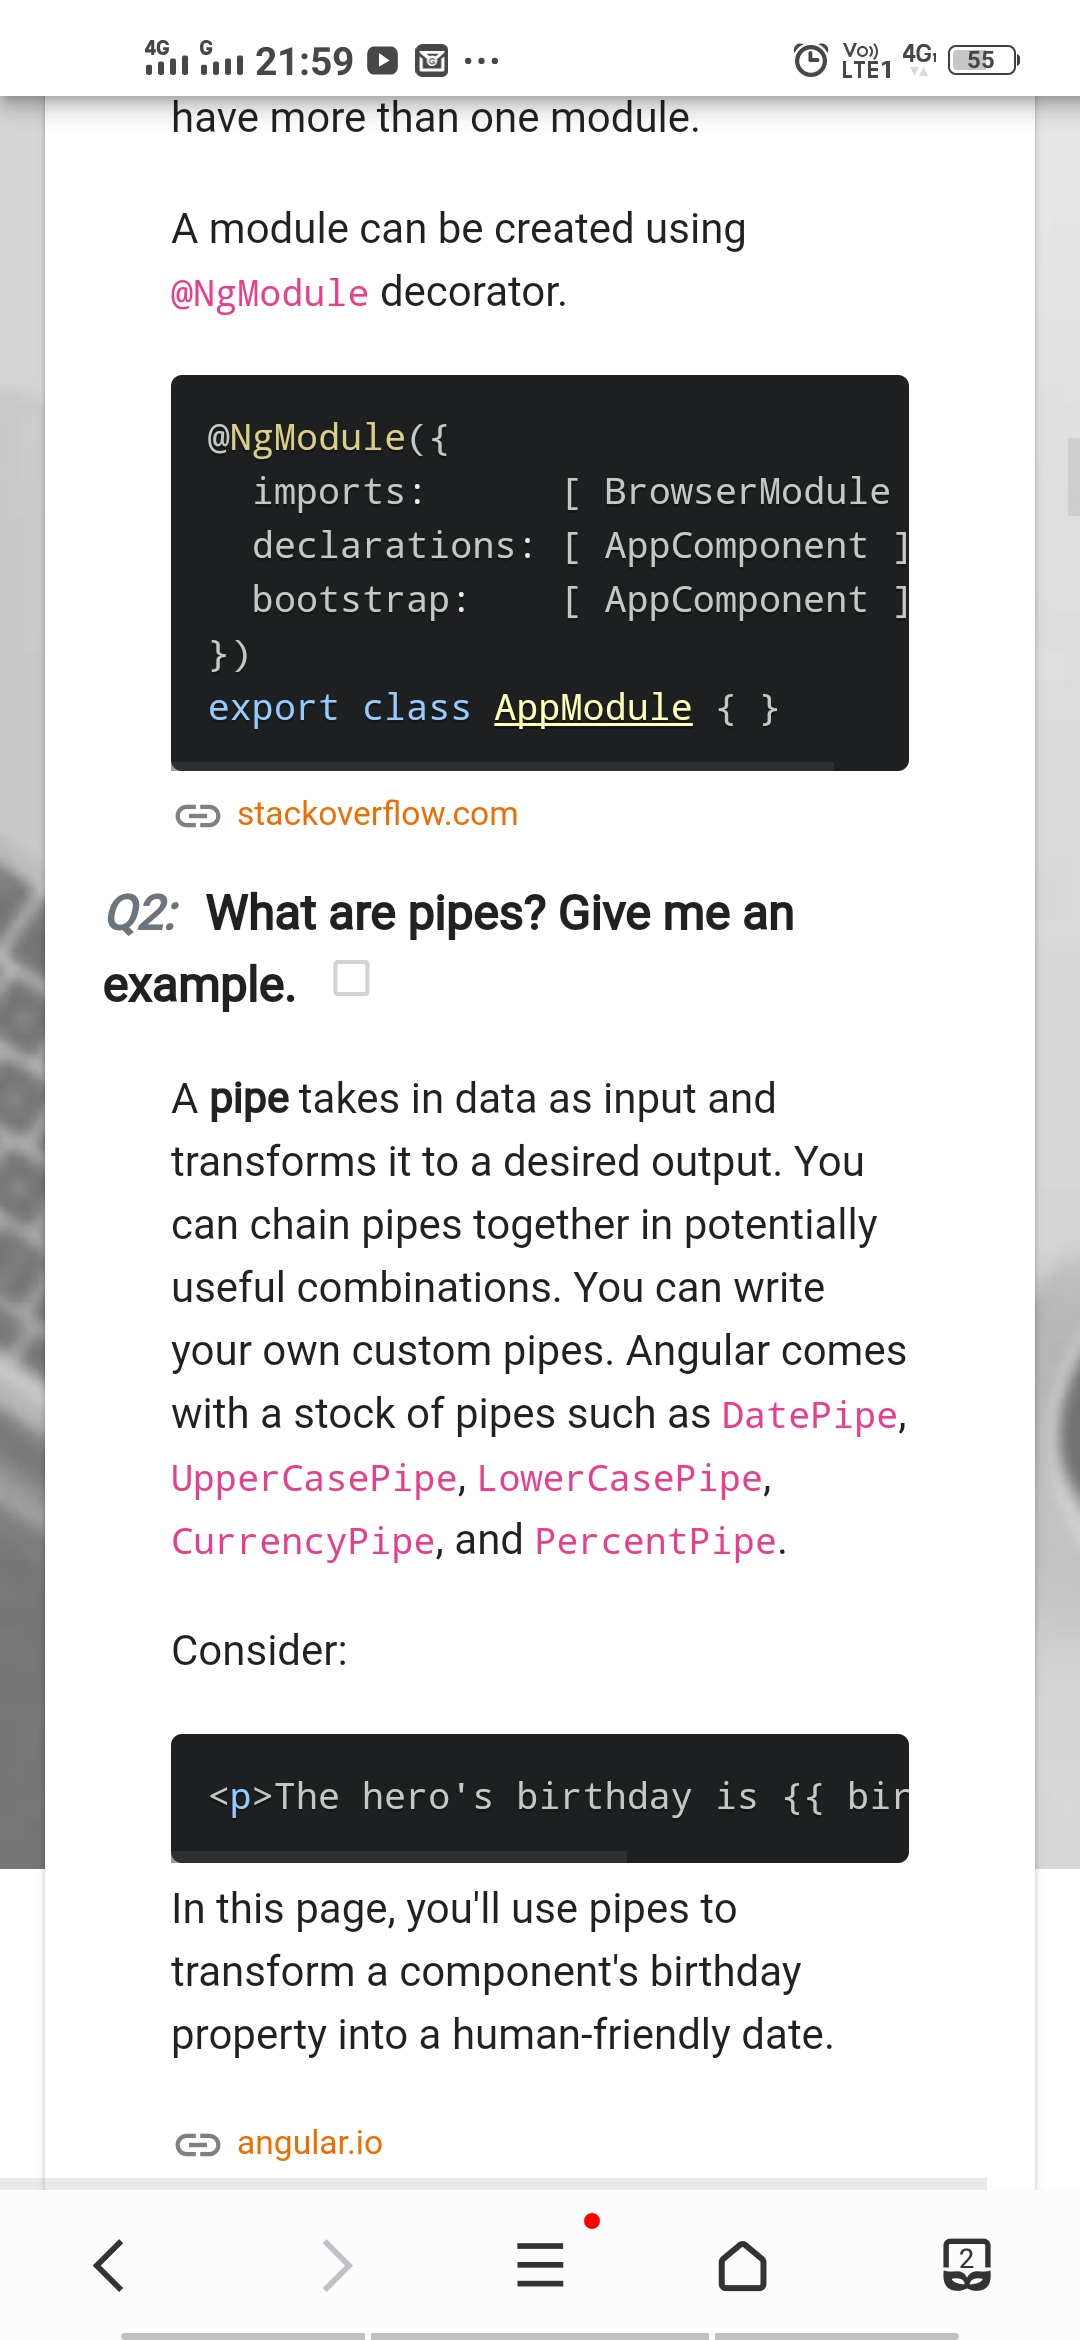 4G G 21:59 ... Vo)) LTE1 4G1 55
have more than one module.
A module can be created using
@NgModule decorator.
@NgModule({
imports: [ BrowserModule
declarations: [ AppComponent ]
bootstrap: [ AppComponent ]
})
export class AppModule { }
stackoverflow.com
Q2: What are pipes? Give me an
example.
A pipe takes in data as input and
transforms it to a desired output. You
can chain pipes together in potentially
useful combinations. You can write
your own custom pipes. Angular comes
with a stock of pipes such as DatePipe,
UpperCasePipe, LowerCasePipe,
CurrencyPipe, and PercentPipe.
Consider:
<p>The hero's birthday is {{ bir
In this page, you'll use pipes to
transform a component's birthday
property into a human-friendly date.
angular.io
2